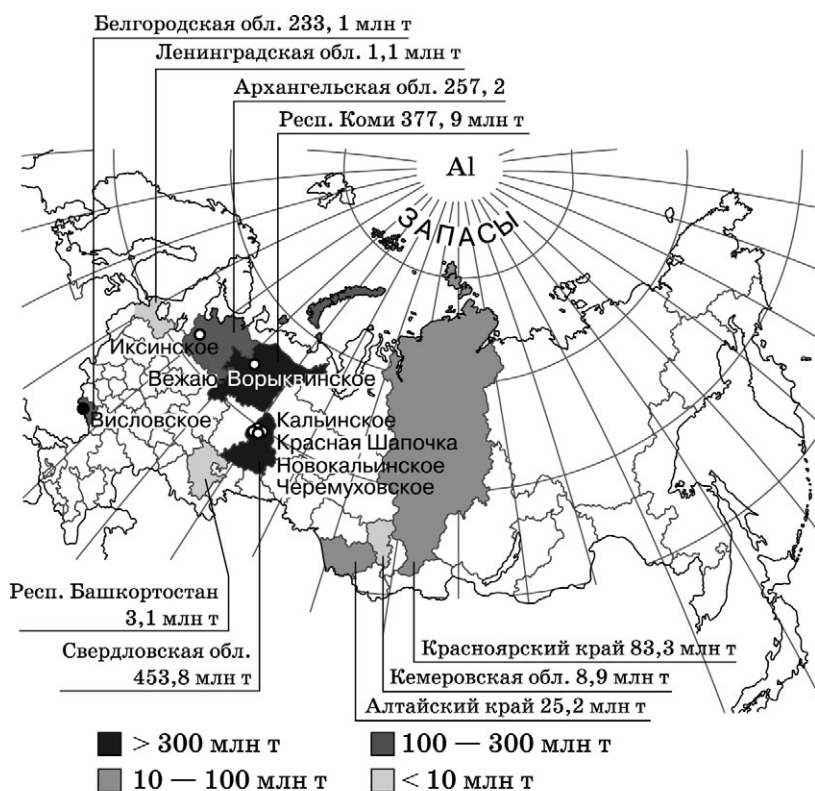 Белгородская обл. 233, 1 млн т
Ленинградская обл. 1,1 млн т
Архангельская обл. 257, 2
Респ. Коми 377, 9 млн т
Al
ЗАПАСЫ
Иксинское
Вежаю-Ворыквинское
Висловское
Кальинское
Красная Шапочка
Новокальинское
Черемуховское
Респ. Башкортостан
3,1 млн т
Свердловская обл.
453,8 млн т
Красноярский край 83,3 млн т
Кемеровская обл. 8,9 млн т
Алтайский край 25,2 млн т
> 300 млн т
100 — 300 млн т
10 — 100 млн т
< 10 млн т